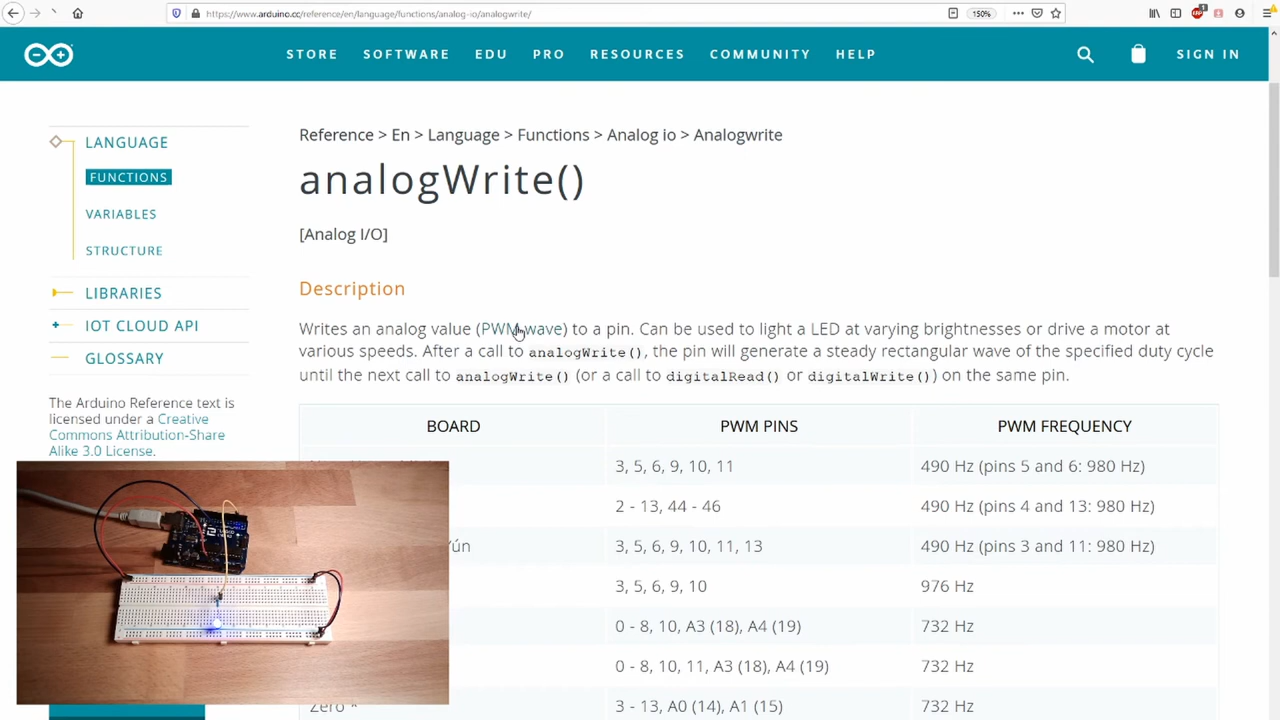 https://www.arduino.cc/reference/en/language/functions/analog-io/analogwrite/
150%
STORE SOFTWARE EDU PRO RESOURCES COMMUNITY HELP SIGN IN
LANGUAGE
FUNCTIONS
VARIABLES
STRUCTURE
LIBRARIES
IOT CLOUD API
GLOSSARY
The Arduino Reference text is
licensed under a Creative
Commons Attribution-Share
Alike 3.0 License.
Reference > En > Language > Functions > Analog io > Analogwrite
analogWrite()
[Analog I/O]
Description
Writes an analog value (PWM wave) to a pin. Can be used to light a LED at varying brightnesses or drive a motor at
various speeds. After a call to analogWrite(), the pin will generate a steady rectangular wave of the specified duty cycle
until the next call to analogWrite() (or a call to digitalRead() or digitalWrite()) on the same pin.
BOARD PWM PINS PWM FREQUENCY
3, 5, 6, 9, 10, 11 490 Hz (pins 5 and 6: 980 Hz)
2 - 13, 44 - 46 490 Hz (pins 4 and 13: 980 Hz)
Yún 3, 5, 6, 9, 10, 11, 13 490 Hz (pins 3 and 11: 980 Hz)
3, 5, 6, 9, 10 976 Hz
0 - 8, 10, A3 (18), A4 (19) 732 Hz
0 - 8, 10, 11, A3 (18), A4 (19) 732 Hz
Zero * 3 - 13, A0 (14), A1 (15) 732 Hz